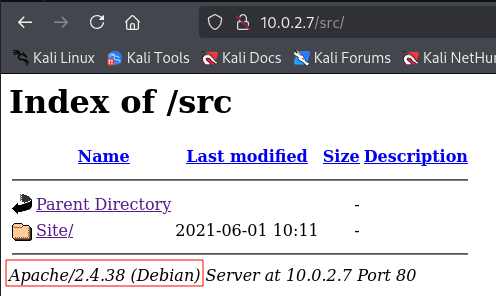 10.0.2.7/src/
Kali Linux Kali Tools Kali Docs Kali Forums Kali NetHun
Index of /src
Name Last modified Size Description
Parent Directory -
Site/ 2021-06-01 10:11 -
Apache/2.4.38 (Debian) Server at 10.0.2.7 Port 80